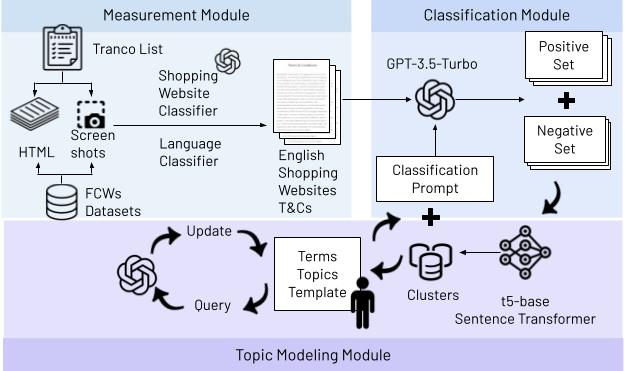 Measurement Module
Tranco List
Shopping
Website
Classifier
Language
Classifier
HTML
Screen
shots
FCWs
Datasets
Terms & Conditions
English
Shopping
Websites
T&Cs
Classification Module
GPT-3.5-Turbo
Positive
Set
Negative
Set
Classification
Prompt
Update
Query
Terms
Topics
Template
Clusters
t5-base
Sentence Transformer
Topic Modeling Module